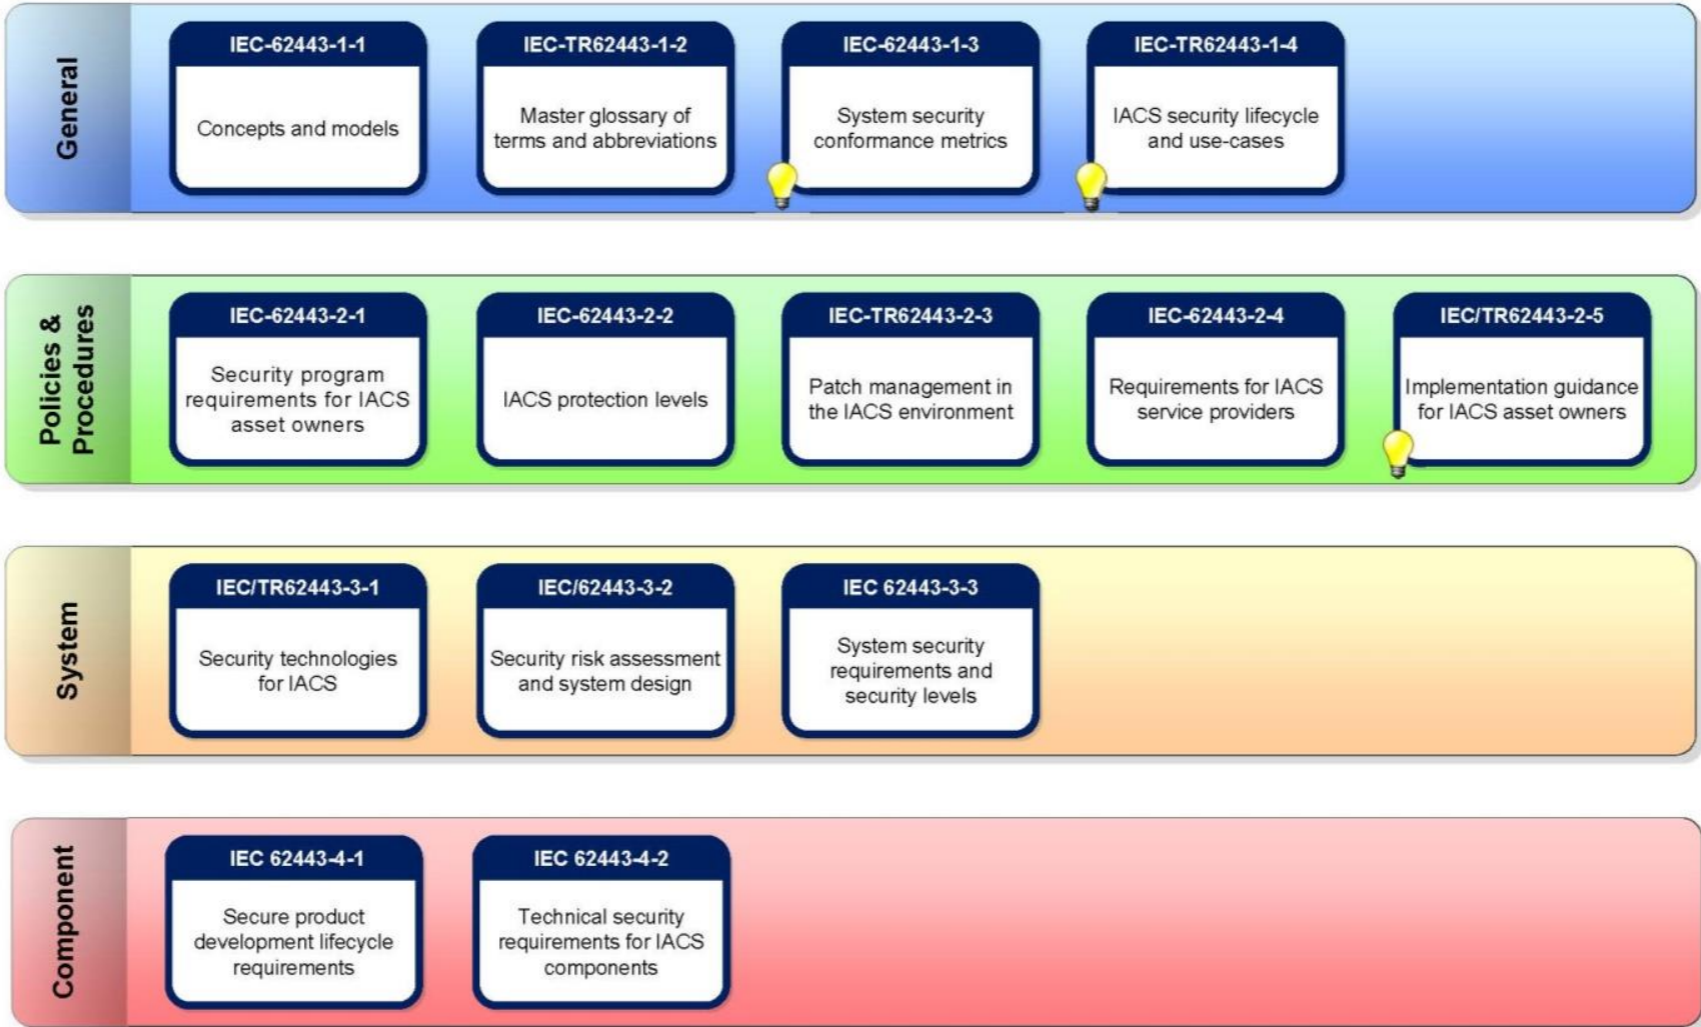 General
IEC-62443-1-1
Concepts and models
IEC-TR62443-1-2
Master glossary of
terms and abbreviations
IEC-62443-1-3
System security
conformance metrics
IEC-TR62443-1-4
IACS security lifecycle
and use-cases
Policies &
Procedures
IEC-62443-2-1
Security program
requirements for IACS
asset owners
IEC-62443-2-2
IACS protection levels
IEC-TR62443-2-3
Patch management in
the IACS environment
IEC-62443-2-4
Requirements for IACS
service providers
IEC/TR62443-2-5
Implementation guidance
for IACS asset owners
System
IEC/TR62443-3-1
Security technologies
for IACS
IEC/62443-3-2
Security risk assessment
and system design
IEC 62443-3-3
System security
requirements and
security levels
Component
IEC 62443-4-1
Secure product
development lifecycle
requirements
IEC 62443-4-2
Technical security
requirements for IACS
components